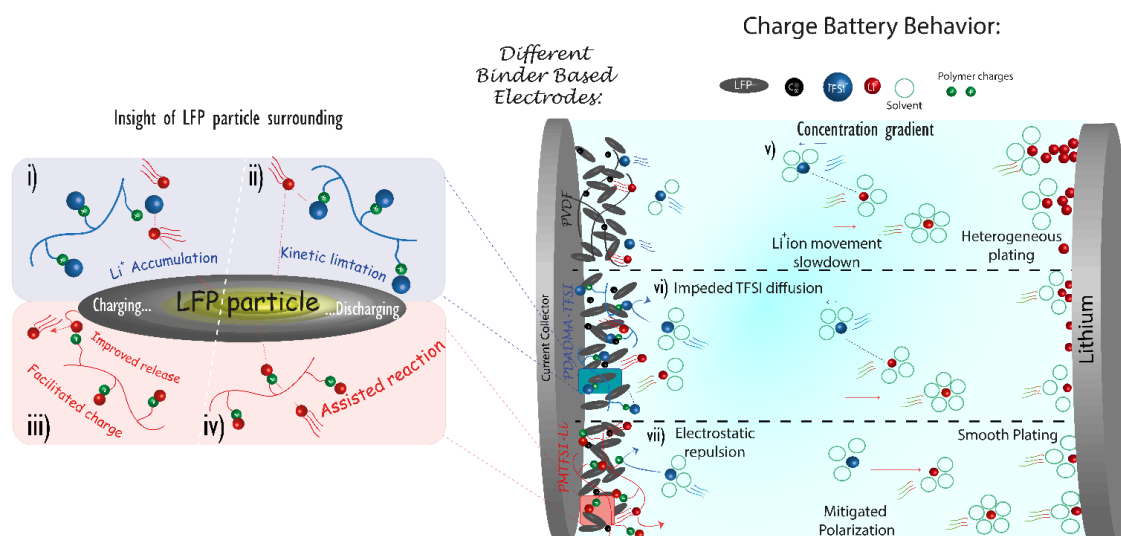 Charge Battery Behavior:
Different
Binder Based
Electrodes:
LFP
TFSI-
Li+
Solvent
Polymer charges
Insight of LFP particle surrounding
i)
ii)
Li+ Accumulation
Kinetic limtation
Charging...
LFP particle
...Discharging
Improved release
Facilitated charge
Assisted reaction
iii)
iv)
Current Collector
PVDF
PDADMA-TFSI
PMTFSI-Li
Concentration gradient
v)
Li+ion movement
slowdown
Heterogeneous
plating
vi) Impeded TFSI diffusion
vii) Electrostatic
repulsion
Smooth Plating
Mitigated
Polarization
Lithium